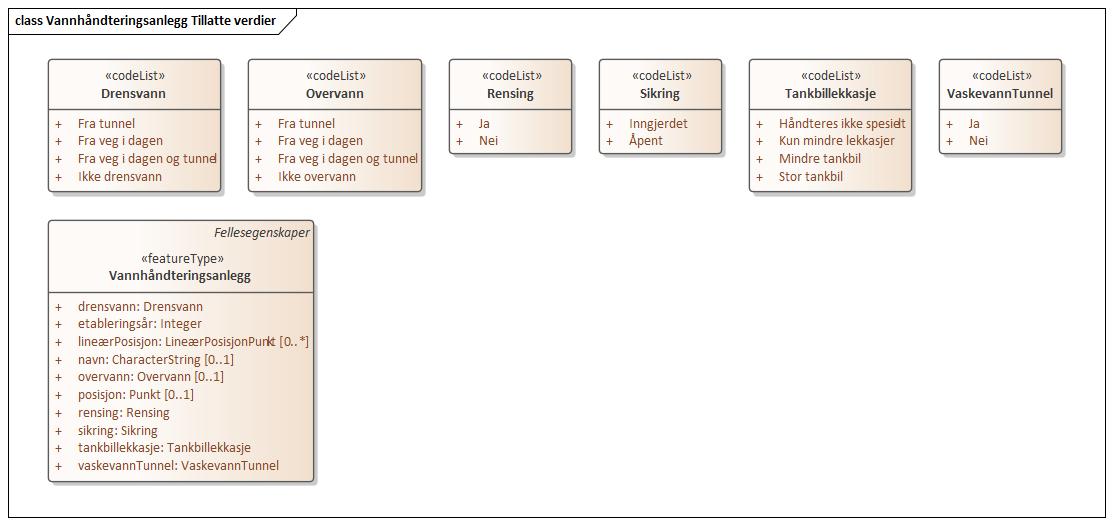 class Vannhåndteringsanlegg Tillatte verdier
«codeList»
Drensvann
+ Fra tunnel
+ Fra veg i dagen
+ Fra veg i dagen og tunnel
+ Ikke drensvann
«codeList»
Overvann
+ Fra tunnel
+ Fra veg i dagen
+ Fra veg i dagen og tunnel
+ Ikke overvann
«codeList»
Rensing
+ Ja
+ Nei
«codeList»
Sikring
+ Inngjerdet
+ Åpent
«codeList»
Tankbillekkasje
+ Håndteres ikke spesielt
+ Kun mindre lekkasjer
+ Mindre tankbil
+ Stor tankbil
«codeList»
VaskevannTunnel
+ Ja
+ Nei
Fellesegenskaper
«featureType»
Vannhåndteringsanlegg
+ drensvann: Drensvann
+ etableringsår: Integer
+ lineærPosisjon: LineærPosisjonPunkt [0..*]
+ navn: CharacterString [0..1]
+ overvann: Overvann [0..1]
+ posisjon: Punkt [0..1]
+ rensing: Rensing
+ sikring: Sikring
+ tankbillekkasje: Tankbillekkasje
+ vaskevannTunnel: VaskevannTunnel